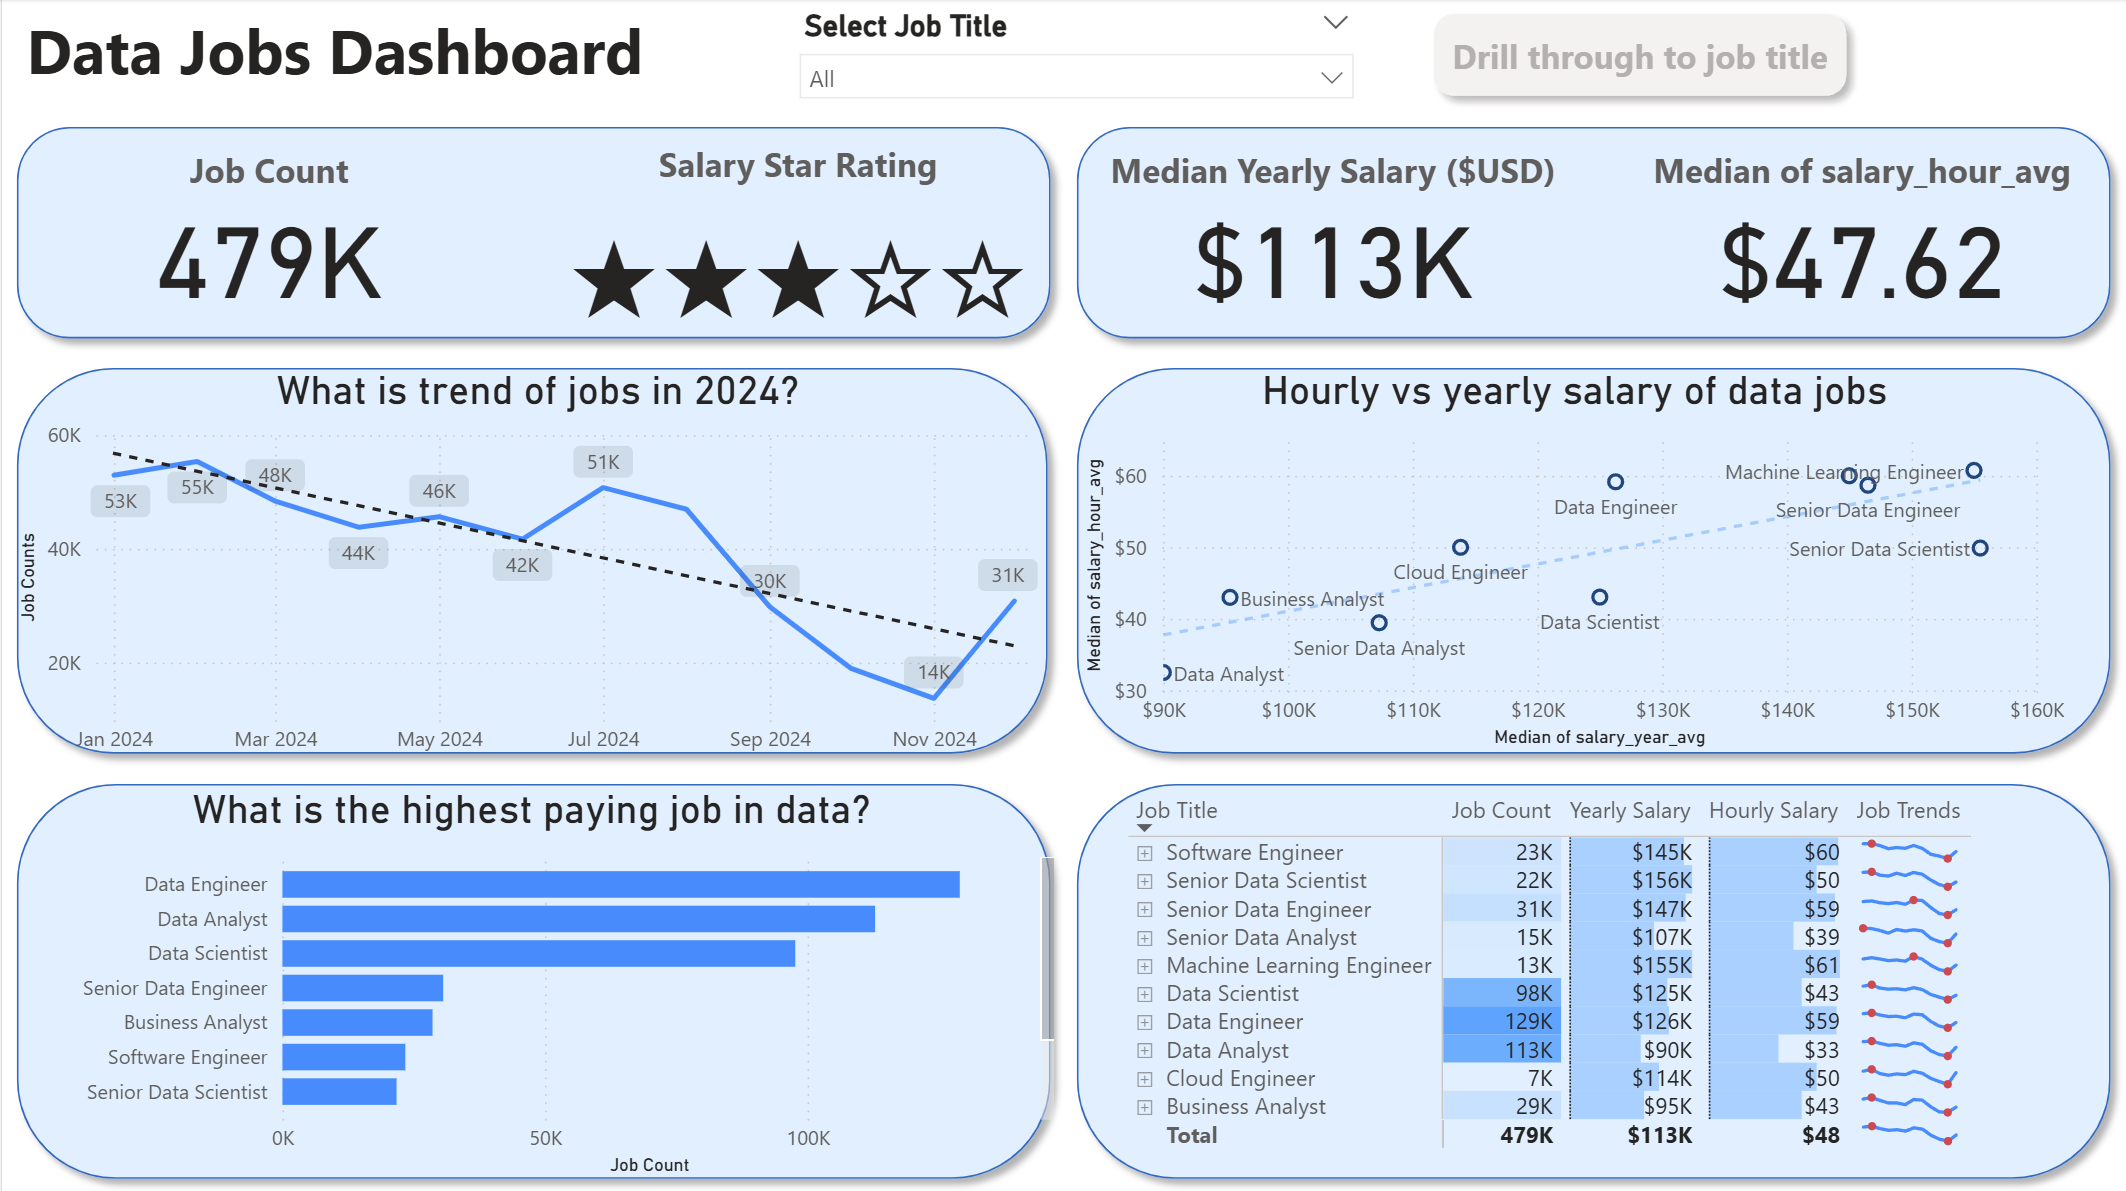 Data Jobs Dashboard
Select Job Title
All
Drill through to job title
Job Count
479K
Salary Star Rating
Median Yearly Salary ($USD)
$113K
Median of salary_hour_avg
$47.62
What is trend of jobs in 2024?
Job Counts
60K
40K
20K
53K
55K
48K
44K
46K
42K
51K
30K
14K
31K
Jan 2024
Mar 2024
May 2024
Jul 2024
Sep 2024
Nov 2024
Hourly vs yearly salary of data jobs
Median of salary_hour_avg
$60
$50
$40
$30
Machine Learning Engineer
Data Engineer
Senior Data Engineer
Senior Data Scientist
Cloud Engineer
Business Analyst
Data Scientist
Senior Data Analyst
Data Analyst
$90K
$100K
$110K
$120K
$130K
$140K
$150K
$160K
Median of salary_year_avg
What is the highest paying job in data?
Data Engineer
Data Analyst
Data Scientist
Senior Data Engineer
Business Analyst
Software Engineer
Senior Data Scientist
0K
50K
100K
Job Count
Job Title Job Count Yearly Salary Hourly Salary Job Trends
Software Engineer 23K $145K $60
Senior Data Scientist 22K $156K $50
Senior Data Engineer 31K $147K $59
Senior Data Analyst 15K $107K $39
Machine Learning Engineer 13K $155K $61
Data Scientist 98K $125K $43
Data Engineer 129K $126K $59
Data Analyst 113K $90K $33
Cloud Engineer 7K $114K $50
Business Analyst 29K $95K $43
Total 479K $113K $48